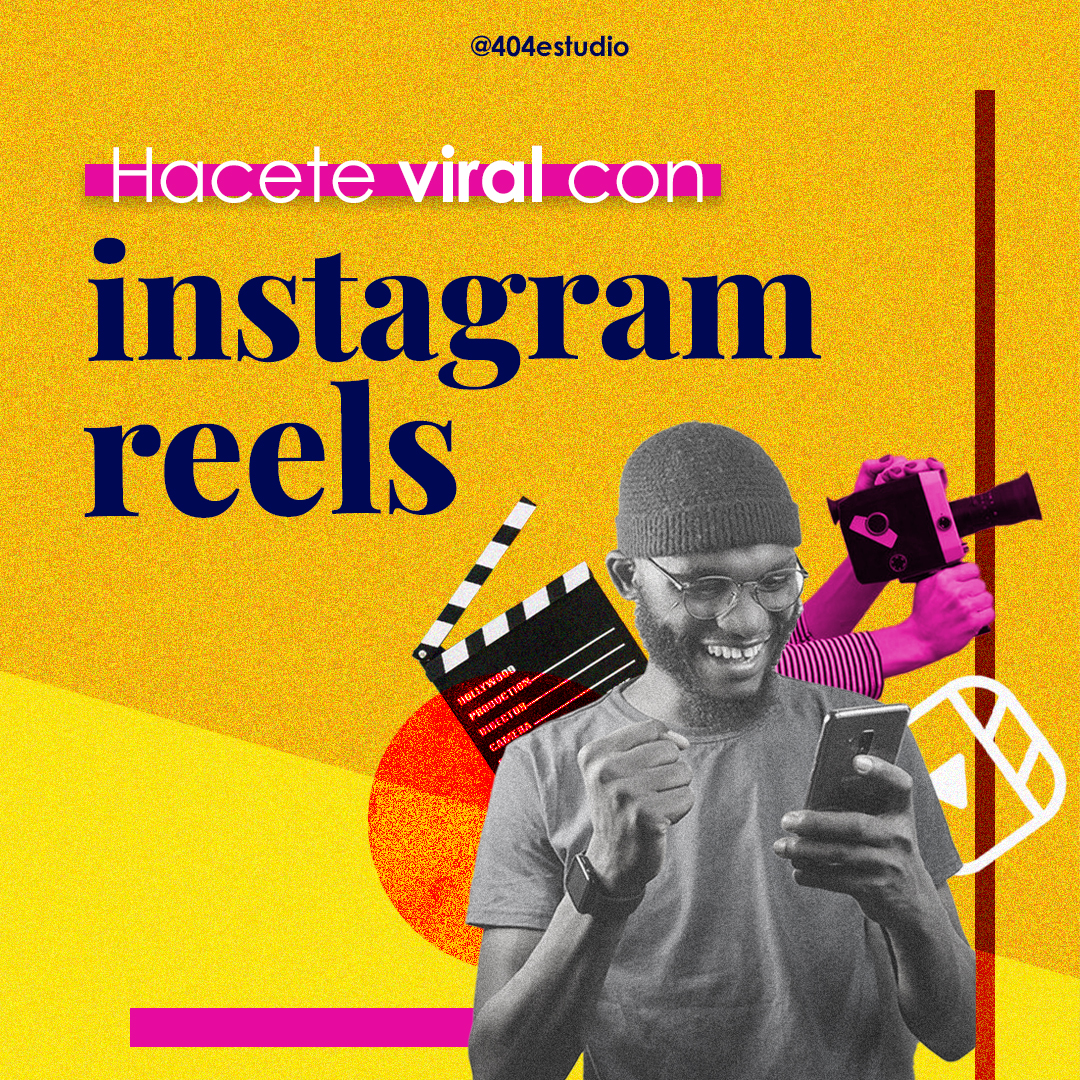 @404estudio
Hacete viral con
instagram
reels
HOLLYWOOD
PRODUCTION
DIRECTOR
CAMERA